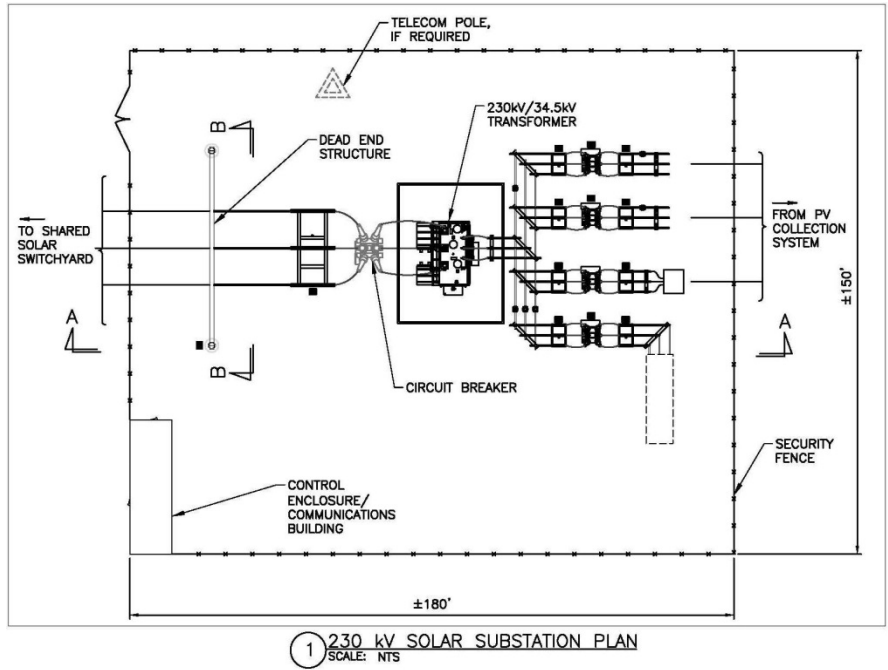 TELECOM POLE,
IF REQUIRED
230kV/34.5kV
TRANSFORMER
B
DEAD END
STRUCTURE
TO SHARED
SOLAR
SWITCHYARD
FROM PV
COLLECTION
SYSTEM
±150'
A
A
B
CIRCUIT BREAKER
SECURITY
FENCE
CONTROL
ENCLOSURE/
COMMUNICATIONS
BUILDING
±180'
1 230 kV SOLAR SUBSTATION PLAN
SCALE: NTS